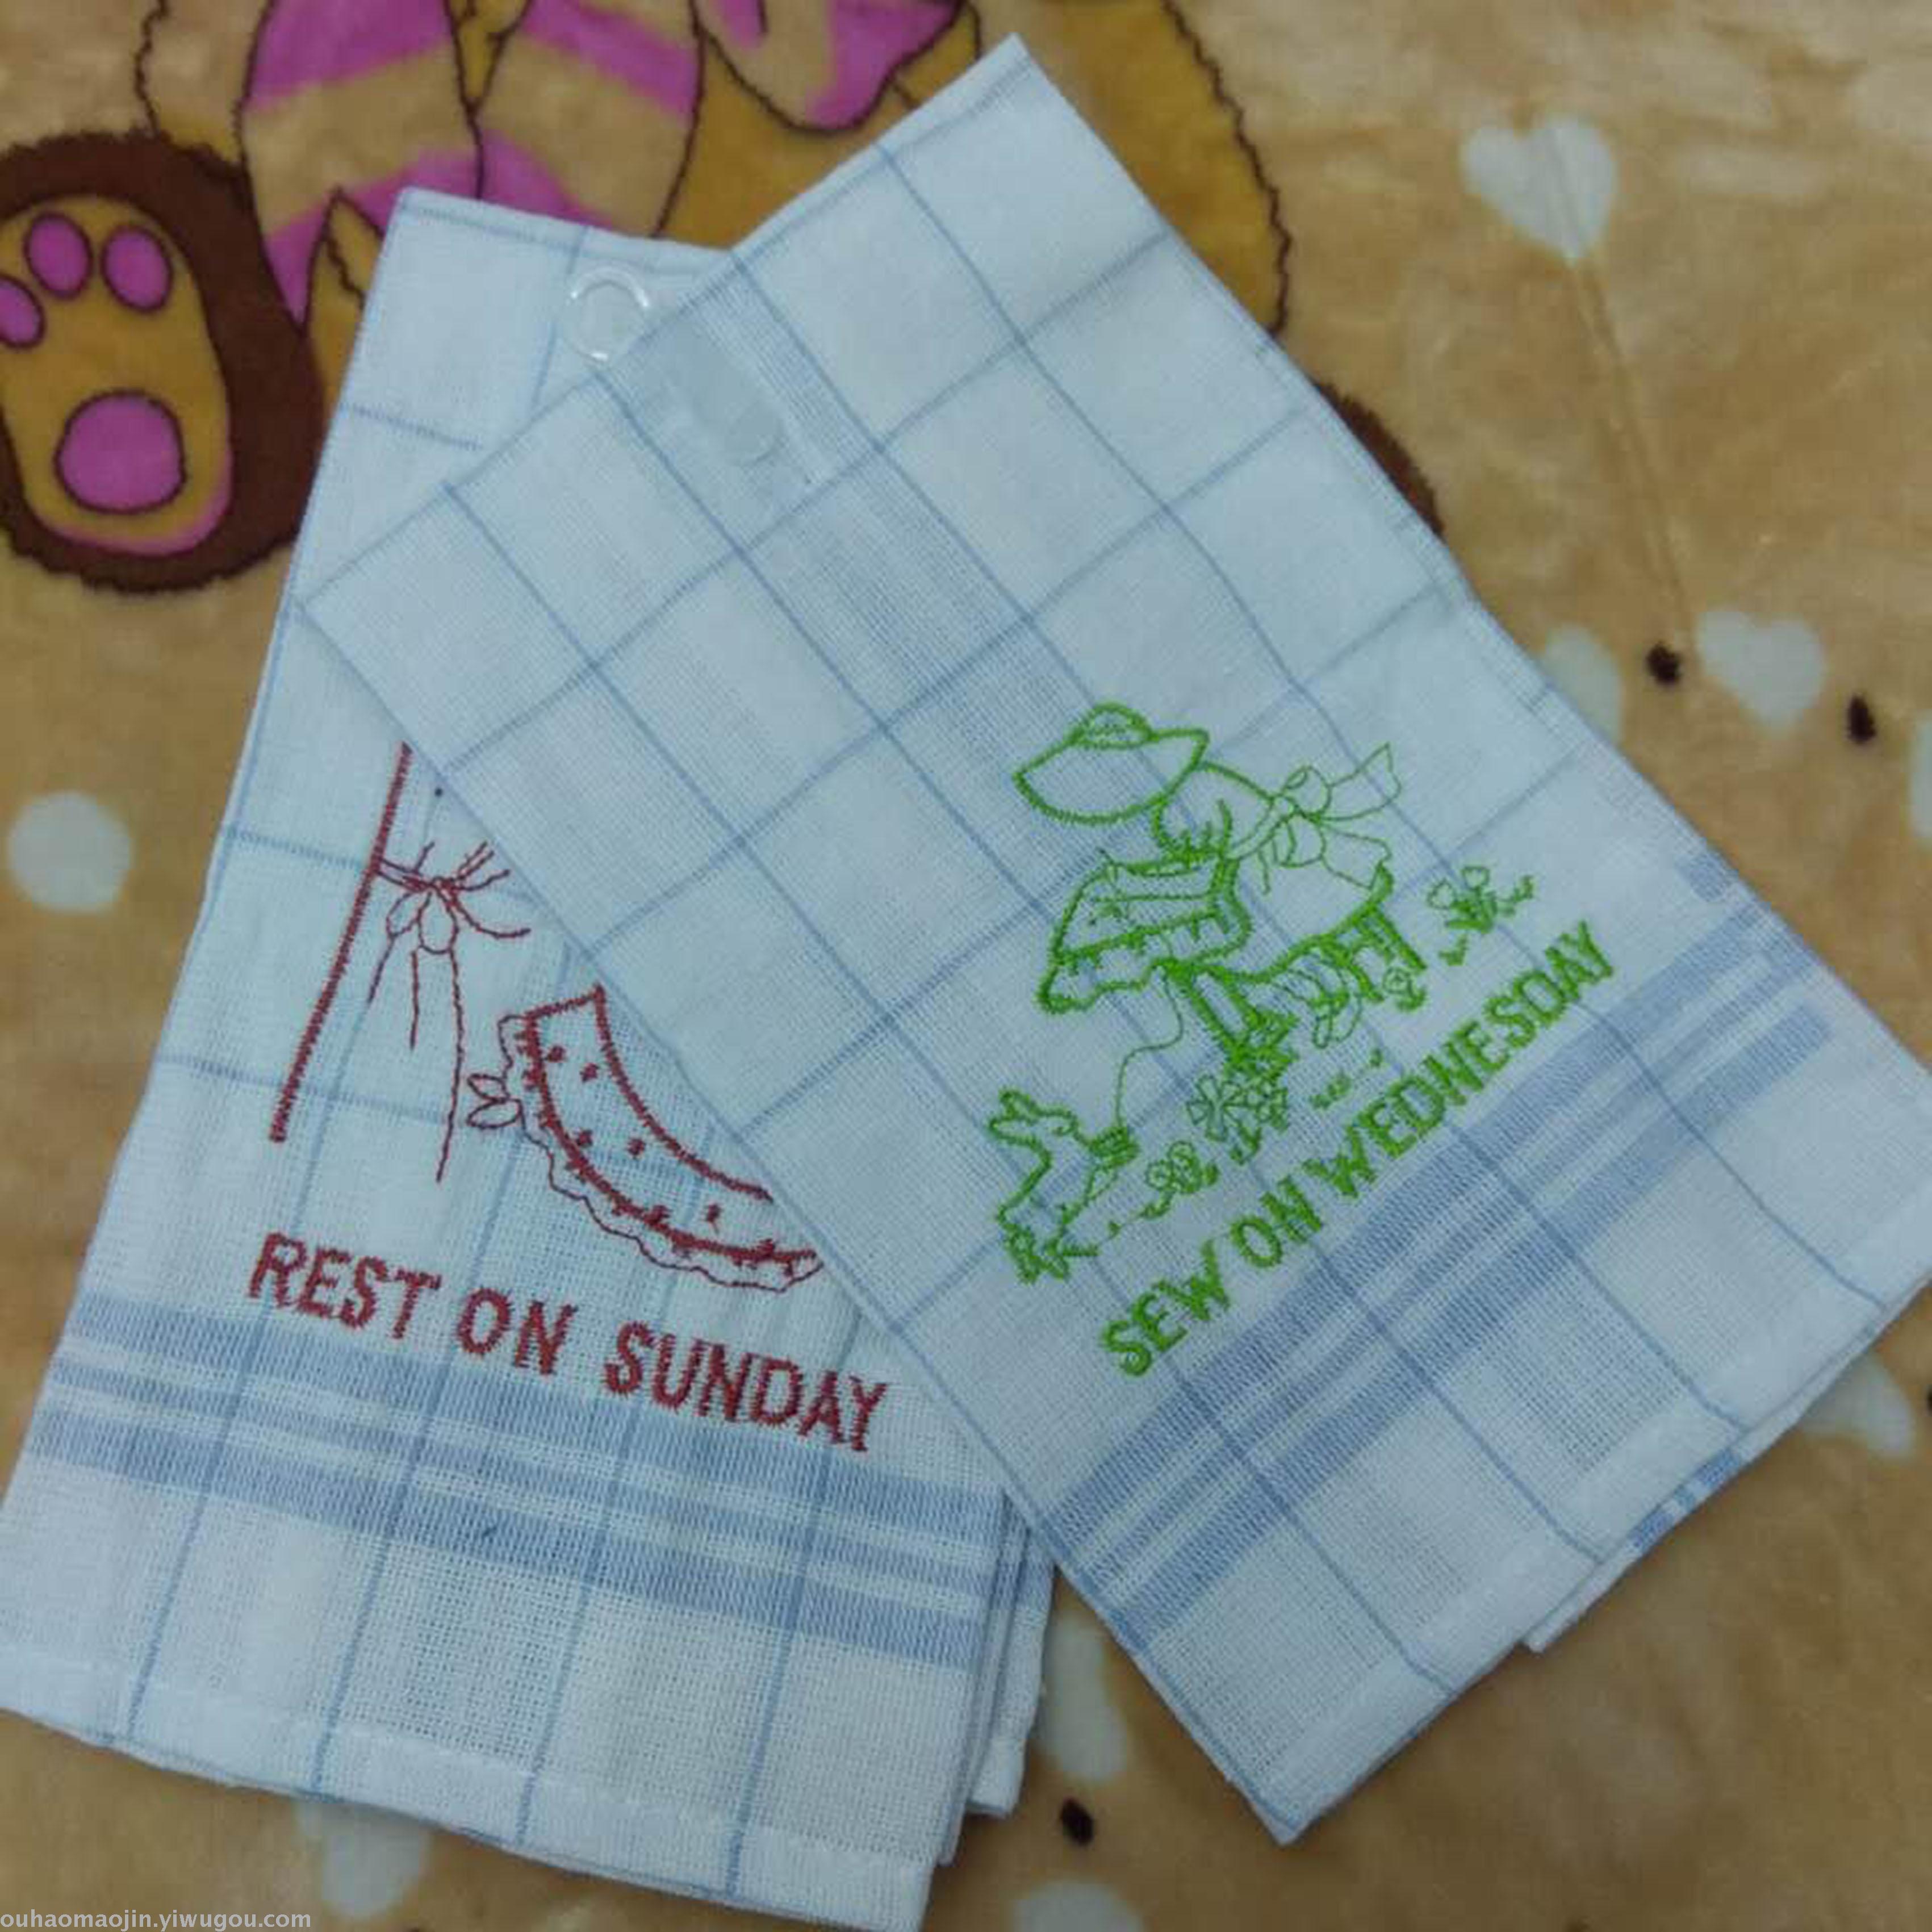 REST ON SUNDAY
SEW ON WEDNESDAY
ouhaomaojin.yiwugou.com